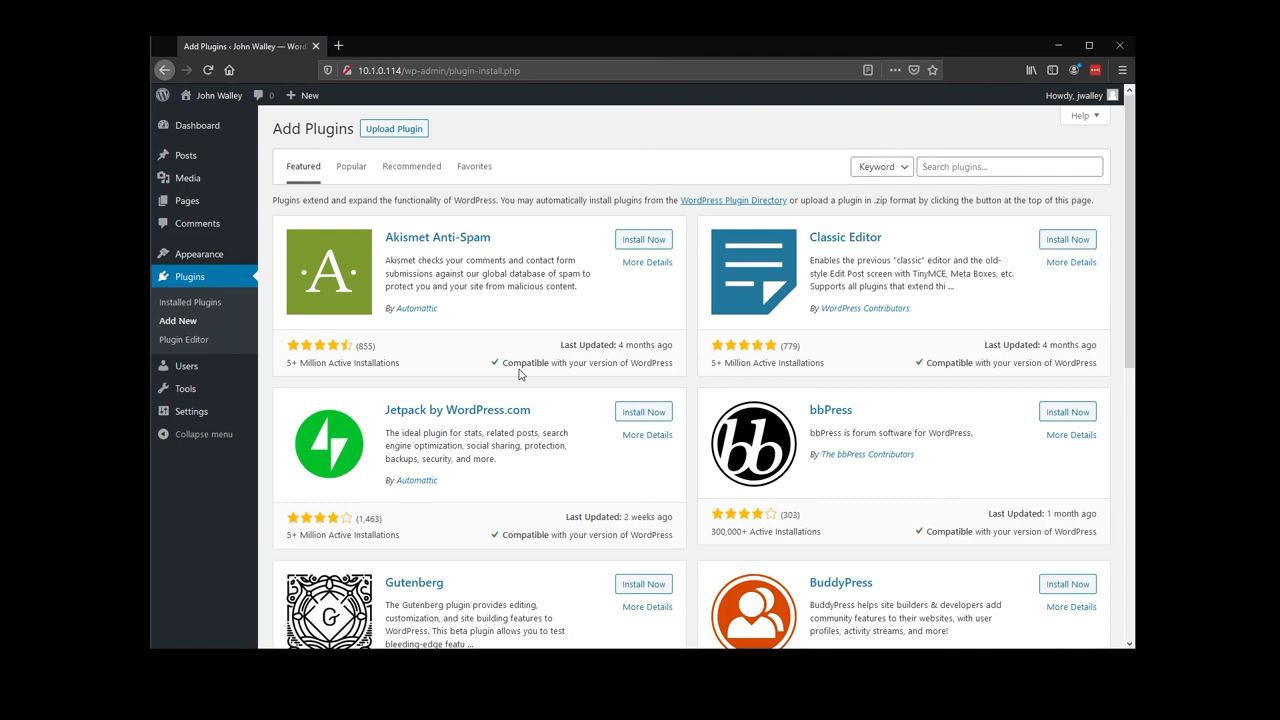 Add Plugins ‹ John Walley — Word
10.1.0.114/wp-admin/plugin-install.php
John Walley
0
New
Howdy, jwalley
Dashboard
Posts
Media
Pages
Comments
Appearance
Plugins
Installed Plugins
Add New
Plugin Editor
Users
Tools
Settings
Collapse menu
Help
Add Plugins
Upload Plugin
Featured
Popular
Recommended
Favorites
Keyword
Search plugins...
Plugins extend and expand the functionality of WordPress. You may automatically install plugins from the WordPress Plugin Directory or upload a plugin in .zip format by clicking the button at the top of this page.
A
Akismet Anti-Spam
Install Now
More Details
Akismet checks your comments and contact form
submissions against our global database of spam to
protect you and your site from malicious content.
By Automattic
(855)
Last Updated: 4 months ago
5+ Million Active Installations
Compatible with your version of WordPress
Classic Editor
Install Now
More Details
Enables the previous "classic" editor and the old-
style Edit Post screen with TinyMCE, Meta Boxes, etc.
Supports all plugins that extend thi ...
By WordPress Contributors
(779)
Last Updated: 4 months ago
5+ Million Active Installations
Compatible with your version of WordPress
Jetpack by WordPress.com
Install Now
More Details
The ideal plugin for stats, related posts, search
engine optimization, social sharing, protection,
backups, security, and more.
By Automattic
(1,463)
Last Updated: 2 weeks ago
5+ Million Active Installations
Compatible with your version of WordPress
bb
bbPress
Install Now
More Details
bbPress is forum software for WordPress.
By The bbPress Contributors
(303)
Last Updated: 1 month ago
300,000+ Active Installations
Compatible with your version of WordPress
G
Gutenberg
Install Now
More Details
The Gutenberg plugin provides editing,
customization, and site building features to
WordPress. This beta plugin allows you to test
bleeding-edge featu ...
BuddyPress
Install Now
More Details
BuddyPress helps site builders & developers add
community features to their websites, with user
profiles, activity streams, and more!